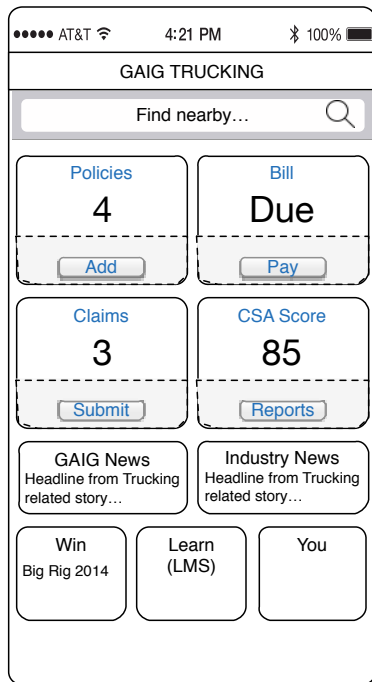 AT&T 4:21 PM 100%
GAIG TRUCKING
Find nearby…
Policies
4
Add
Bill
Due
Pay
Claims
3
Submit
CSA Score
85
Reports
GAIG News
Headline from Trucking
related story…
Industry News
Headline from Trucking
related story…
Win
Big Rig 2014
Learn
(LMS)
You